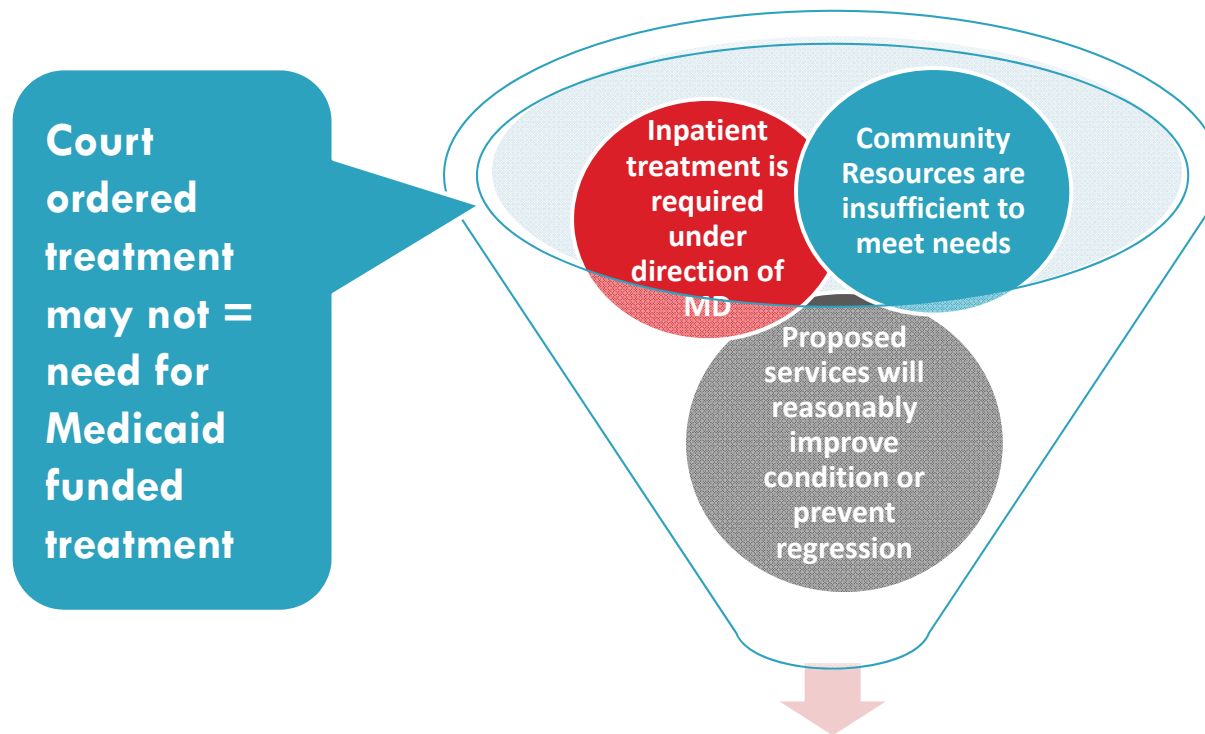 Court
ordered
treatment
may not =
need for
Medicaid
funded
treatment
Inpatient
treatment is
required
under
direction of
MD
Community
Resources are
insufficient to
meet needs
Proposed
services will
reasonably
improve
condition or
prevent
regression